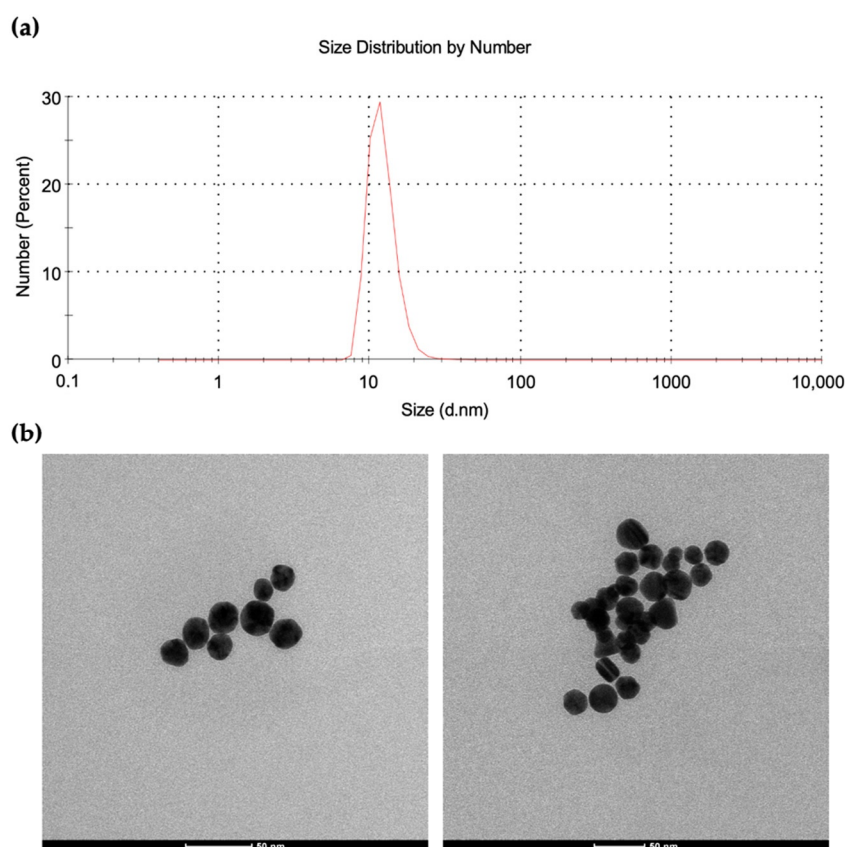 (a)
Size Distribution by Number
30
20
10
0
Number (Percent)
0.1 1 10 100 1000 10,000
Size (d.nm)
(b)
50 nm 50 nm